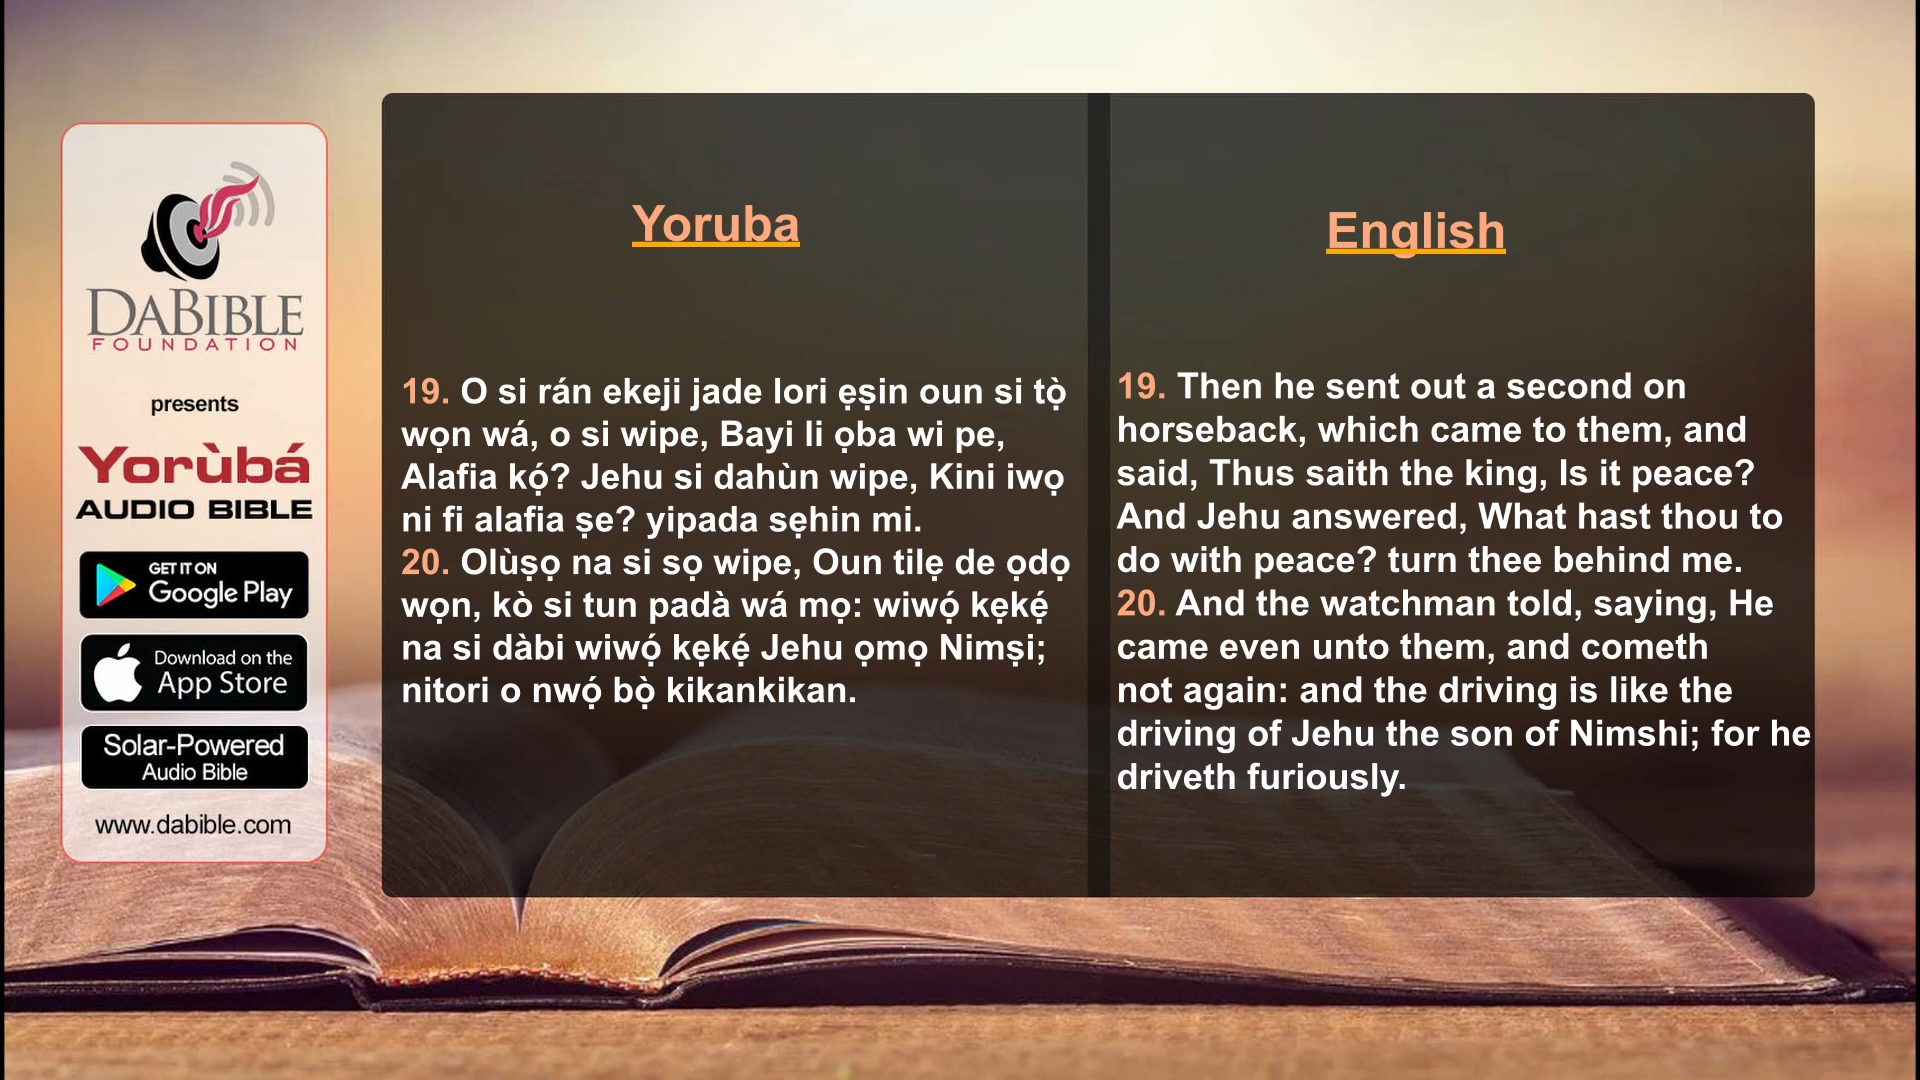 DABIBLE
FOUNDATION
presents
Yorùbá
AUDIO BIBLE
GET IT ON
Google Play
Download on the
App Store
Solar-Powered
Audio Bible
www.dabible.com
Yoruba
19. O si rán ekeji jade lori ẹṣin oun si tọ̀
wọn wá, o si wipe, Bayi li ọba wi pe,
Alafia kọ́? Jehu si dahùn wipe, Kini iwọ
ni fi alafia ṣe? yipada sẹhin mi.
20. Olùṣọ na si sọ wipe, Oun tilẹ de ọdọ
wọn, kò si tun padà wá mọ: wiwọ́ kẹkẹ́
na si dàbi wiwọ́ kẹkẹ́ Jehu ọmọ Nimṣi;
nitori o nwọ́ bọ̀ kikankikan.
English
19. Then he sent out a second on
horseback, which came to them, and
said, Thus saith the king, Is it peace?
And Jehu answered, What hast thou to
do with peace? turn thee behind me.
20. And the watchman told, saying, He
came even unto them, and cometh
not again: and the driving is like the
driving of Jehu the son of Nimshi; for he
driveth furiously.